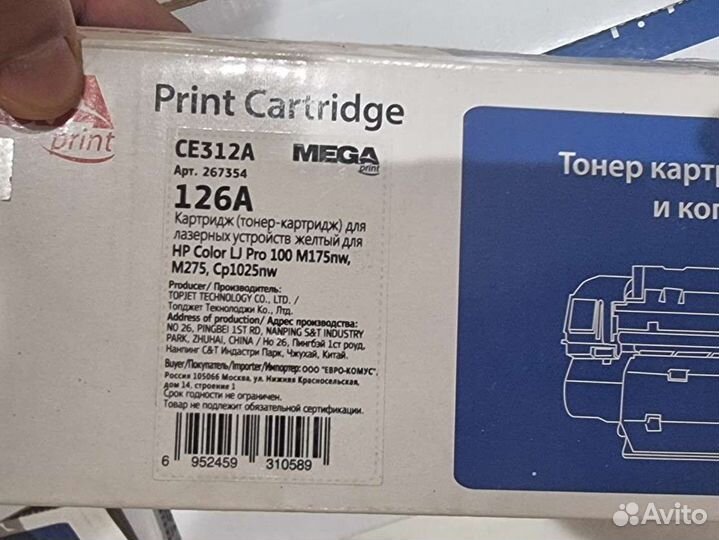 print
Print Cartridge
CE312A
MEGA
print
Арт. 267354
126A
Картридж (тонер-картридж) для
лазерных устройств желтый для
HP Color LJ Pro 100 M175nw,
M275, Cp1025nw
Producer/ Производитель:
TOPJET TECHNOLOGY CO., LTD. /
Топджет Текнолоджи Ко., Лтд.
Address of production/ Адрес производства:
NO 26, PINGBEI 1ST RD, NANPING S&T INDUSTRY
PARK, ZHUHAI, CHINA / Но 26, Пингбэй 1ст роуд,
Нанпинг С&Т Индастри Парк, Чжухай, Китай.
Buyer/Покупатель/Importer/Импортер: ООО "ЕВРО-КОМУС",
Россия 105066 Москва, ул. Нижняя Красносельская,
дом 14, строение 1
Срок годности не ограничен.
Товар не подлежит обязательной сертификации.
6 952459 310589
Тонер карт
и ко
Avito